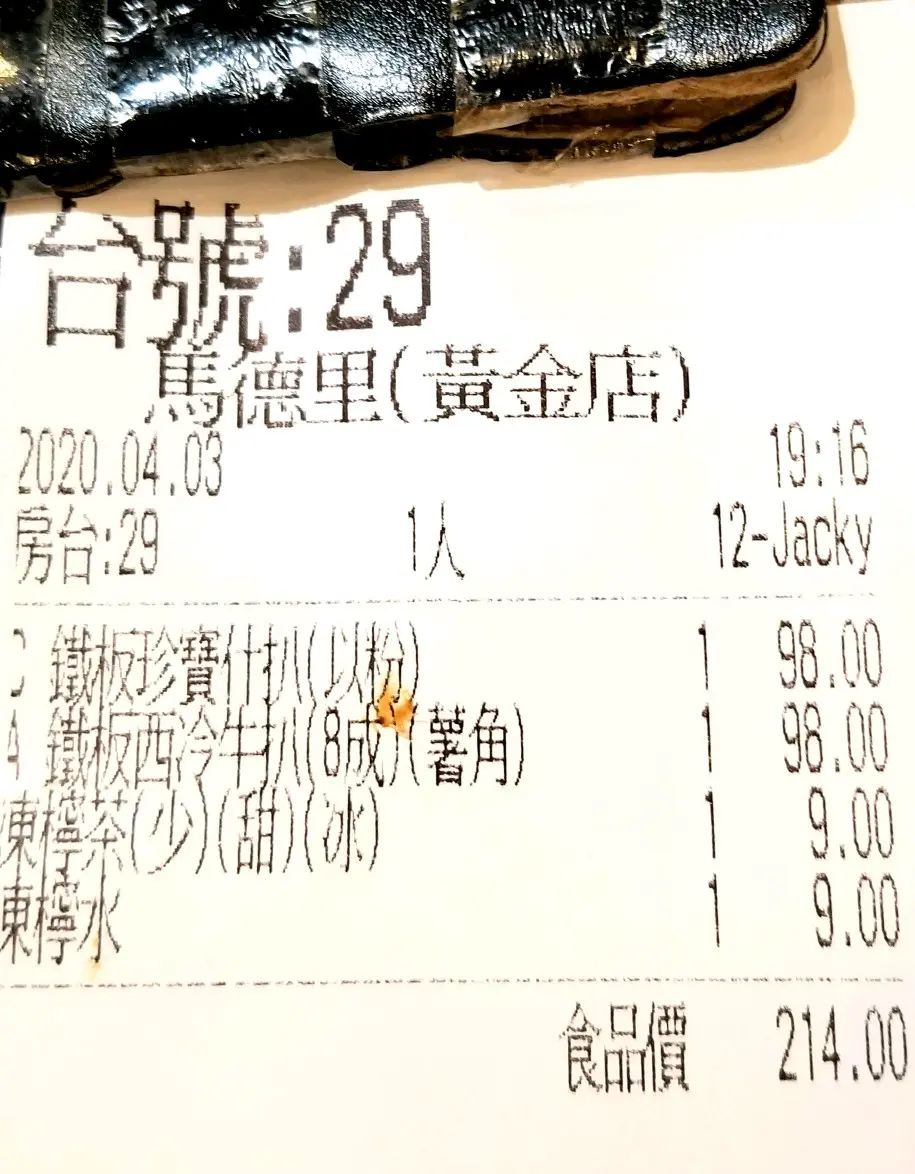 台號:29
馬德里(黃金店)
2020.04.03 19:16
房台:29 1人 12-Jacky
鐵板珍寶什扒(以粉) 1 98.00
A 鐵板西冷牛扒(8成)(薯角) 1 98.00
凍檸茶(少)(甜)(冰) 1 9.00
凍檸水 1 9.00
食品價 214.00